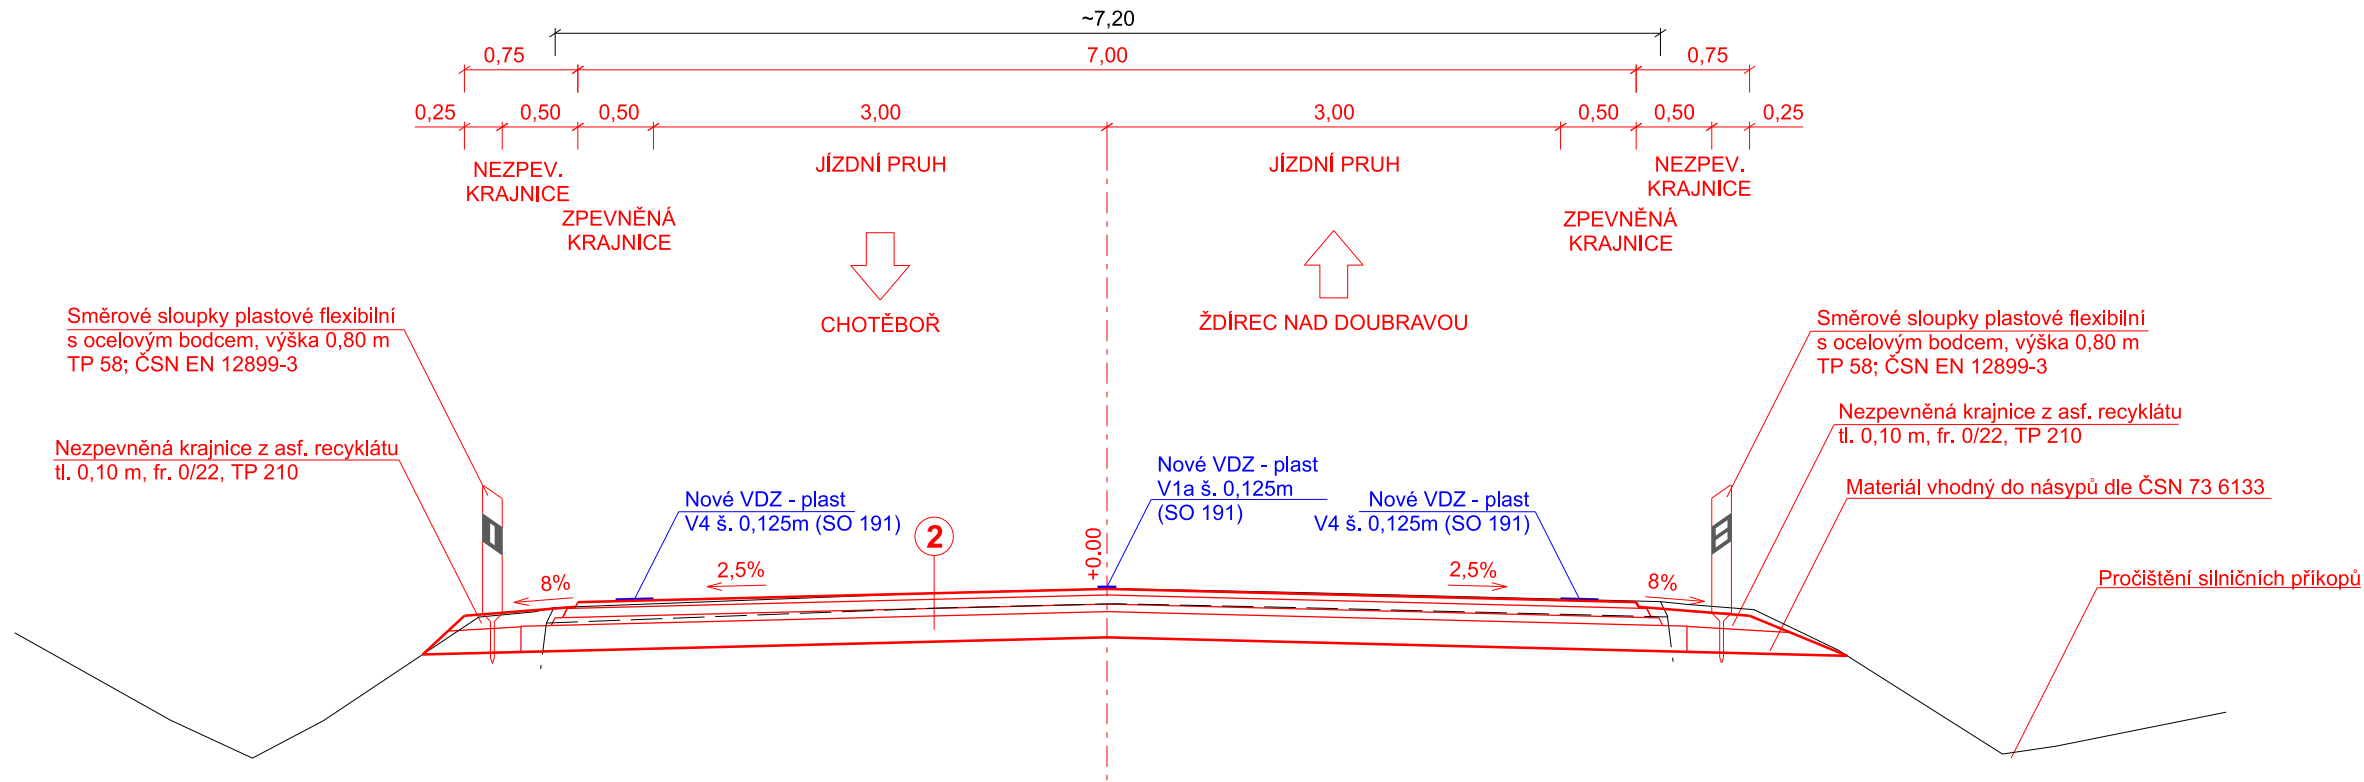 ~7,20
0,75
7,00
0,75
0,25
0,50
0,50
3,00
3,00
0,50
0,50
0,25
NEZPEV.
KRAJNICE
JÍZDNÍ PRUH
JÍZDNÍ PRUH
NEZPEV.
KRAJNICE
ZPEVNĚNÁ
KRAJNICE
ZPEVNĚNÁ
KRAJNICE
CHOTĚBOŘ
ŽDÍREC NAD DOUBRAVOU
Směrové sloupky plastové flexibilní
s ocelovým bodcem, výška 0,80 m
TP 58; ČSN EN 12899-3
Směrové sloupky plastové flexibilní
s ocelovým bodcem, výška 0,80 m
TP 58; ČSN EN 12899-3
Nezpevněná krajnice z asf. recyklátu
tl. 0,10 m, fr. 0/22, TP 210
Nezpevněná krajnice z asf. recyklátu
tl. 0,10 m, fr. 0/22, TP 210
Nové VDZ - plast
V4 š. 0,125m (SO 191)
Nové VDZ - plast
V1a š. 0,125m
(SO 191)
Nové VDZ - plast
V4 š. 0,125m (SO 191)
Materiál vhodný do násypů dle ČSN 73 6133
2
+0.00
8%
2,5%
2,5%
8%
Pročištění silničních příkopů